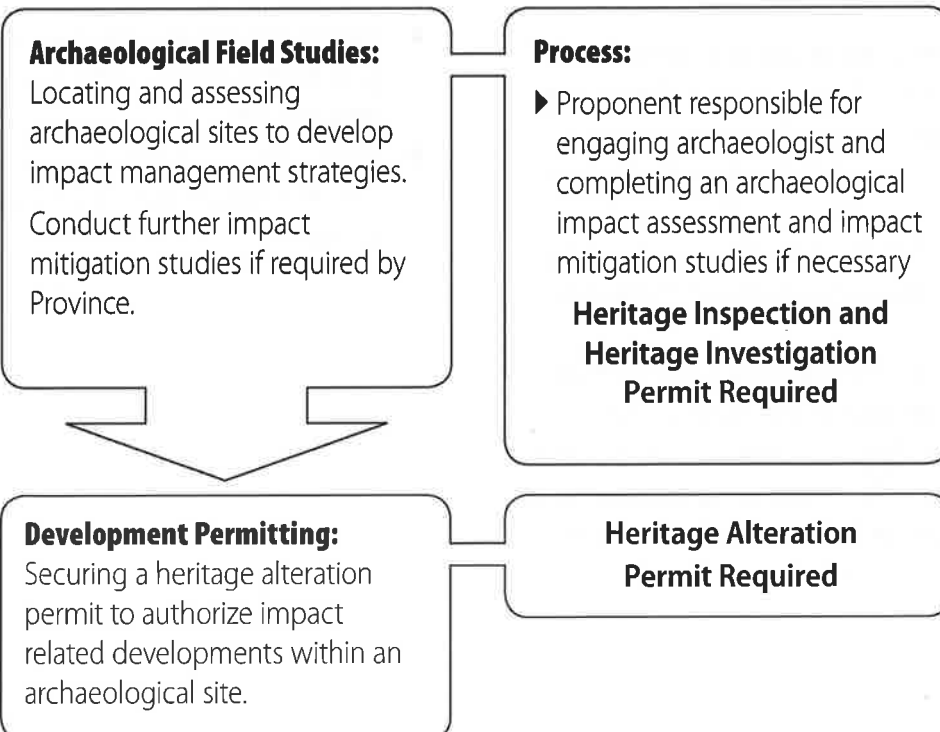 Archaeological Field Studies:
Locating and assessing
archaeological sites to develop
impact management strategies.
Conduct further impact
mitigation studies if required by
Province.
Process:
▶ Proponent responsible for
engaging archaeologist and
completing an archaeological
impact assessment and impact
mitigation studies if necessary
Heritage Inspection and
Heritage Investigation
Permit Required
Development Permitting:
Securing a heritage alteration
permit to authorize impact
related developments within an
archaeological site.
Heritage Alteration
Permit Required